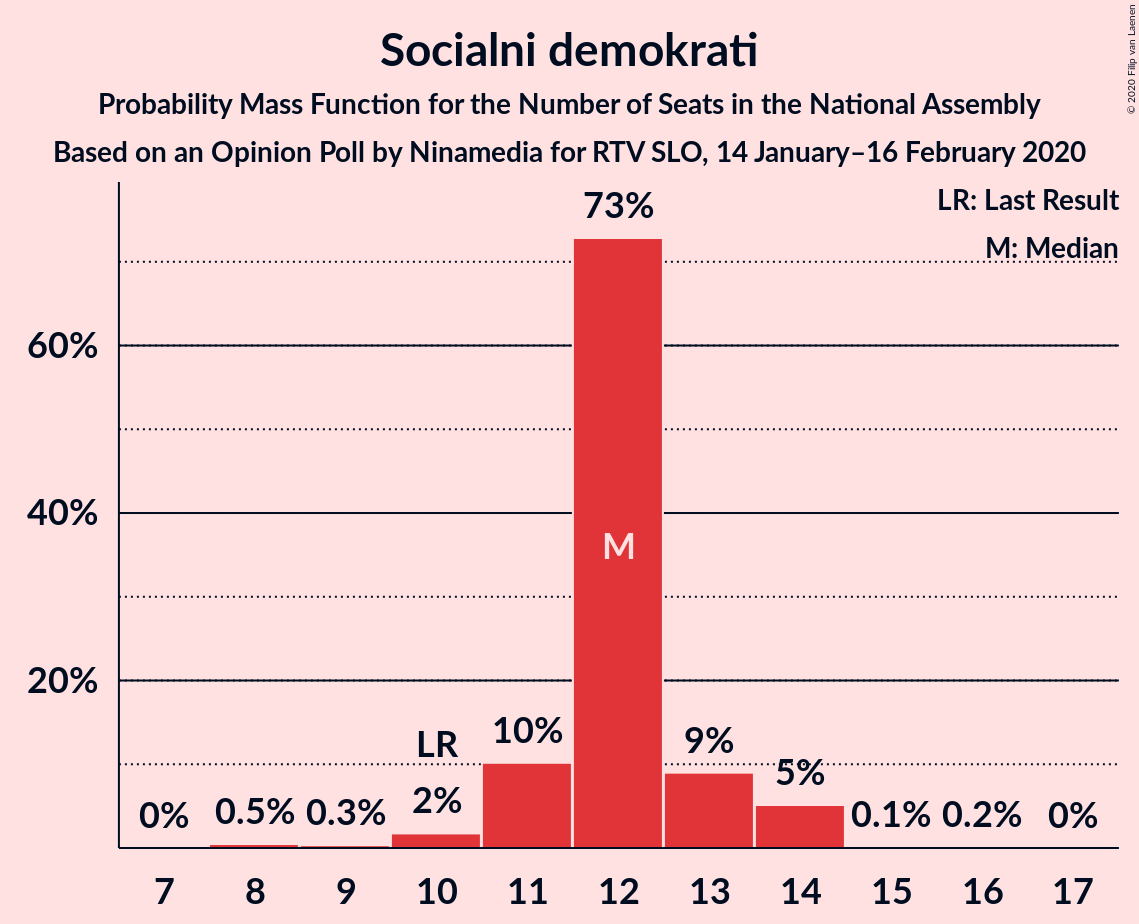 Socialni demokrati
Probability Mass Function for the Number of Seats in the National Assembly
Based on an Opinion Poll by Ninamedia for RTV SLO, 14 January–16 February 2020
© 2020 Filip van Laenen
LR: Last Result
M: Median
73%
60%
40%
M
20%
LR
10%
9%
5%
0%
0.5%
0.3%
2%
0.1%
0.2%
0%
7 8 9 10 11 12 13 14 15 16 17